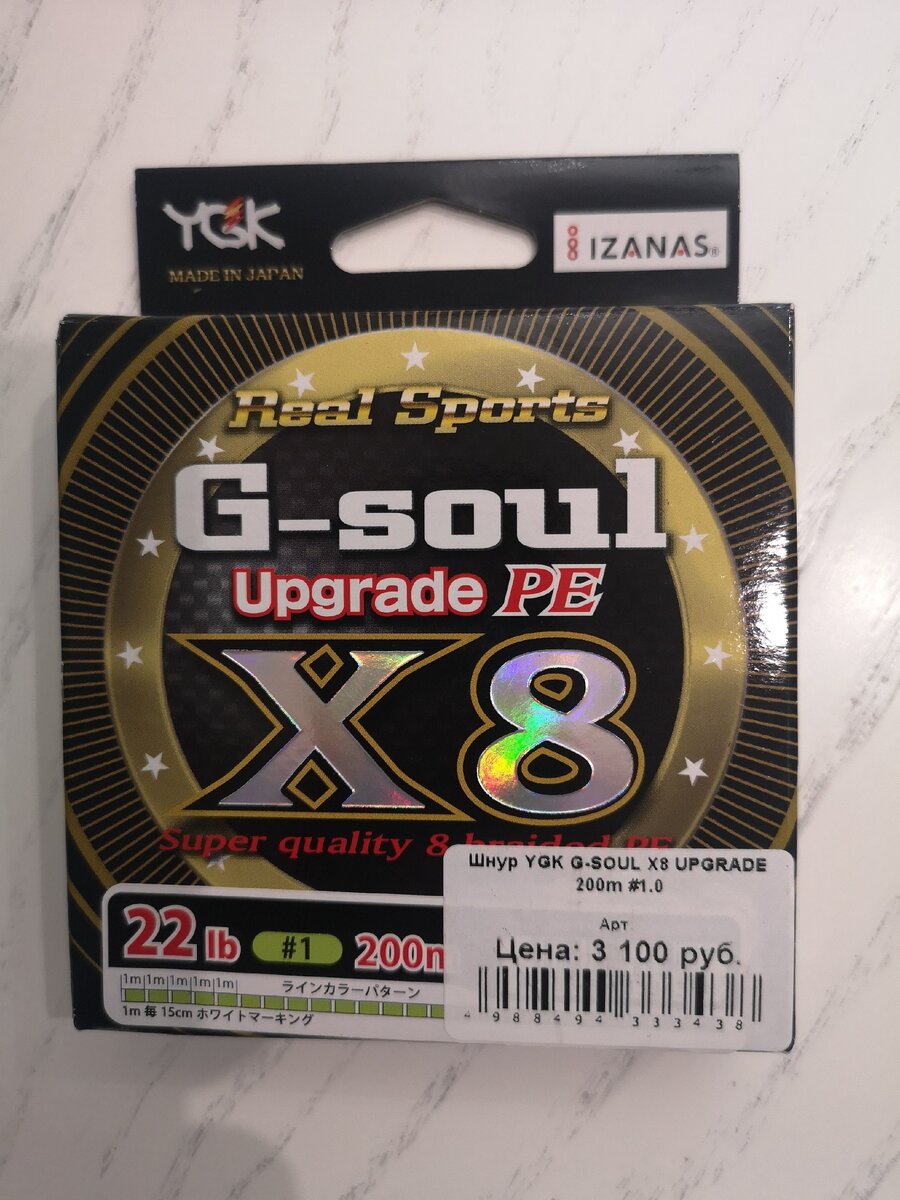 YGK
MADE IN JAPAN
IZANAS®
Real Sports
G-soul
Upgrade PE
X8
Super quality 8 braided PE
Шнур YGK G-SOUL X8 UPGRADE
200m #1.0
Арт.
Цена: 3 100 руб.
4 988494 333438
22 lb #1 200m
1m 1m 1m 1m 1m ラインカラーパターン
1m 毎 15cm ホワイトマーキング